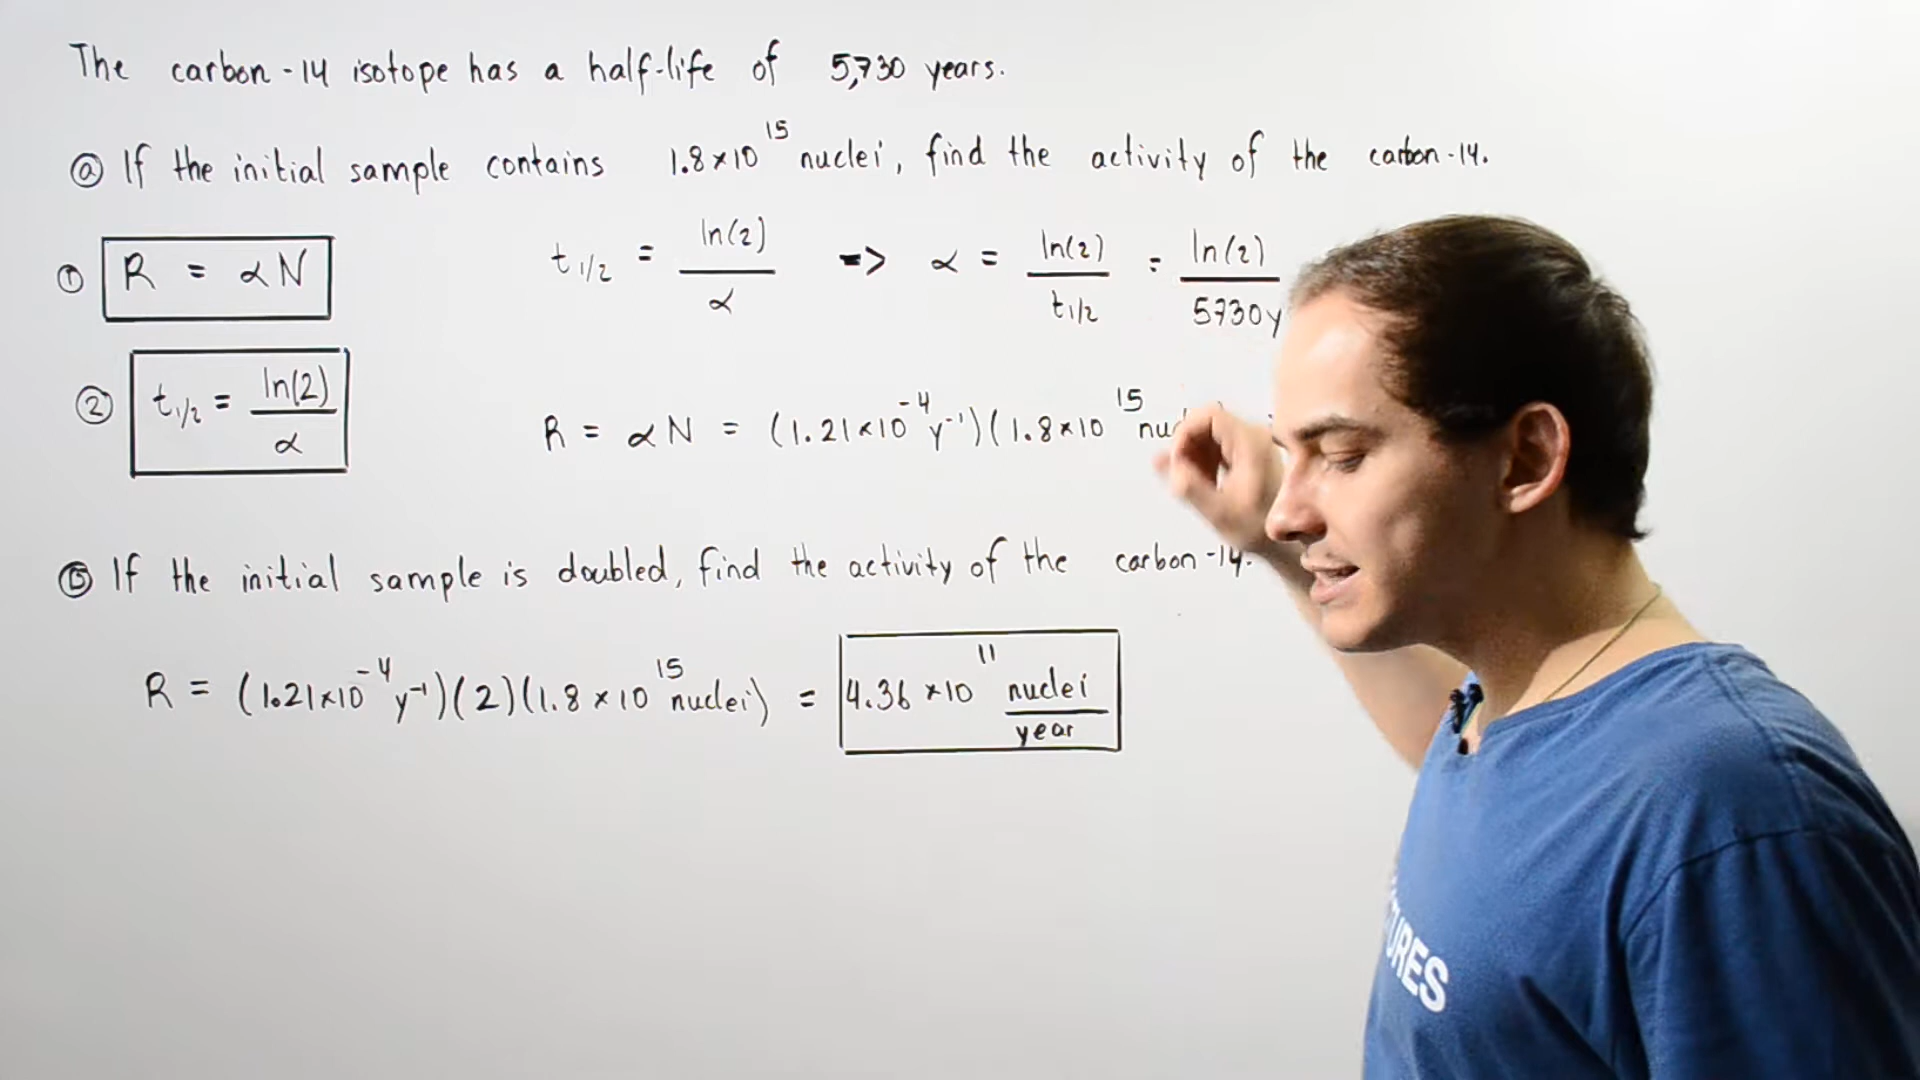 The carbon-14 isotope has a half-life of 5,730 years.
ⓐ If the initial sample contains 1.8×10^15 nuclei, find the activity of the carbon-14.
① R = αN
t1/2 = ln(2)/α => α = ln(2)/t1/2 = ln(2)/5730y
② t1/2 = ln(2)/α
R = αN = (1.21×10^-4 y^-1)(1.8×10^15
ⓑ If the initial sample is doubled, find the activity of the carbon-14.
R = (1.21×10^-4 y^-1)(2)(1.8×10^15 nuclei) = 4.36×10^11 nuclei/year